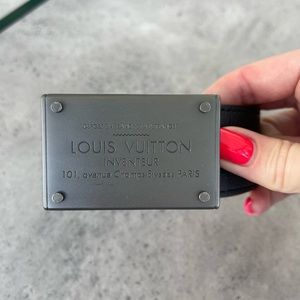 LOUIS VUITTON
INVENTEUR
101, avenue Champs-Elysées PARIS